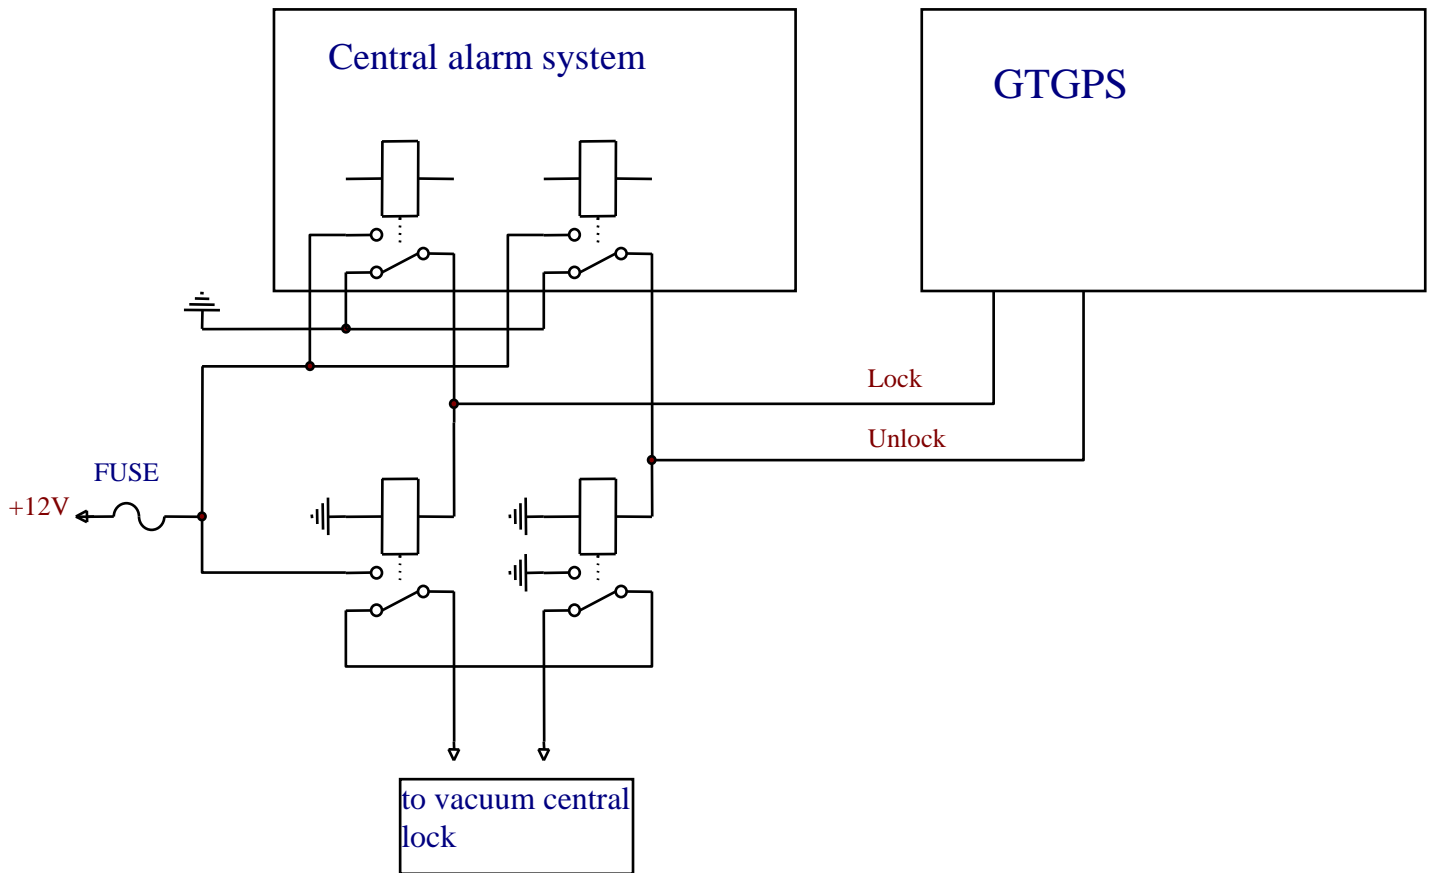 Central alarm system
GTGPS
Lock
Unlock
FUSE
+12V
to vacuum central
lock